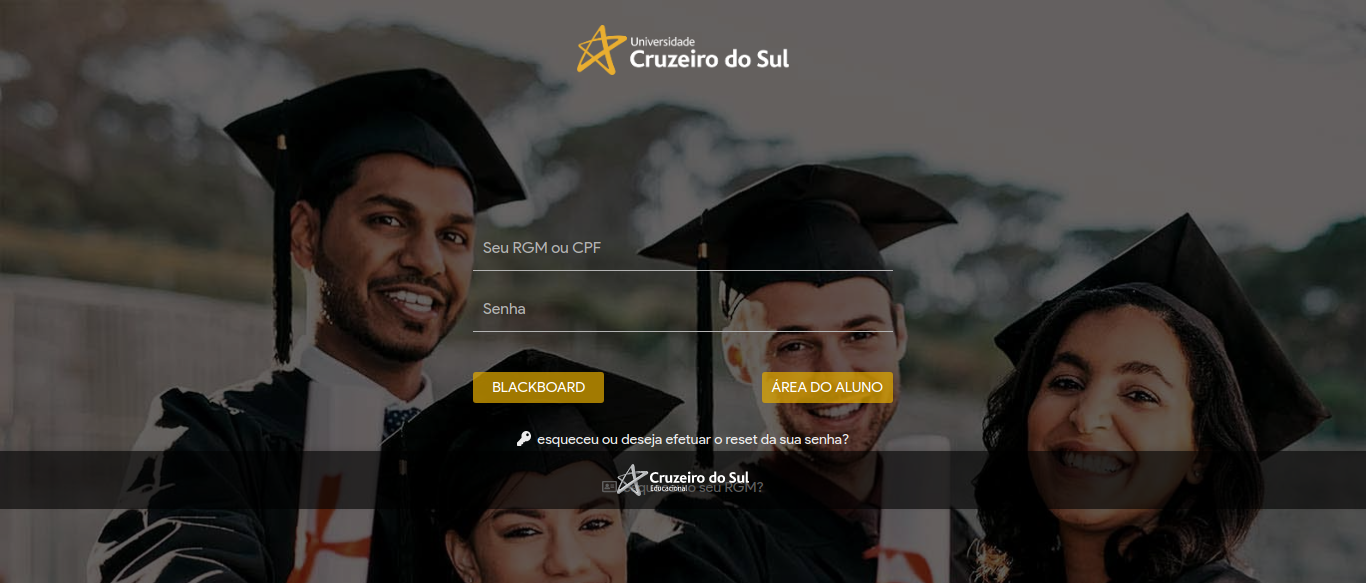 Universidade
Cruzeiro do Sul
Seu RGM ou CPF
Senha
BLACKBOARD
ÁREA DO ALUNO
esqueceu ou deseja efetuar o reset da sua senha?
Cruzeiro do Sul
Educacional
seu RGM?